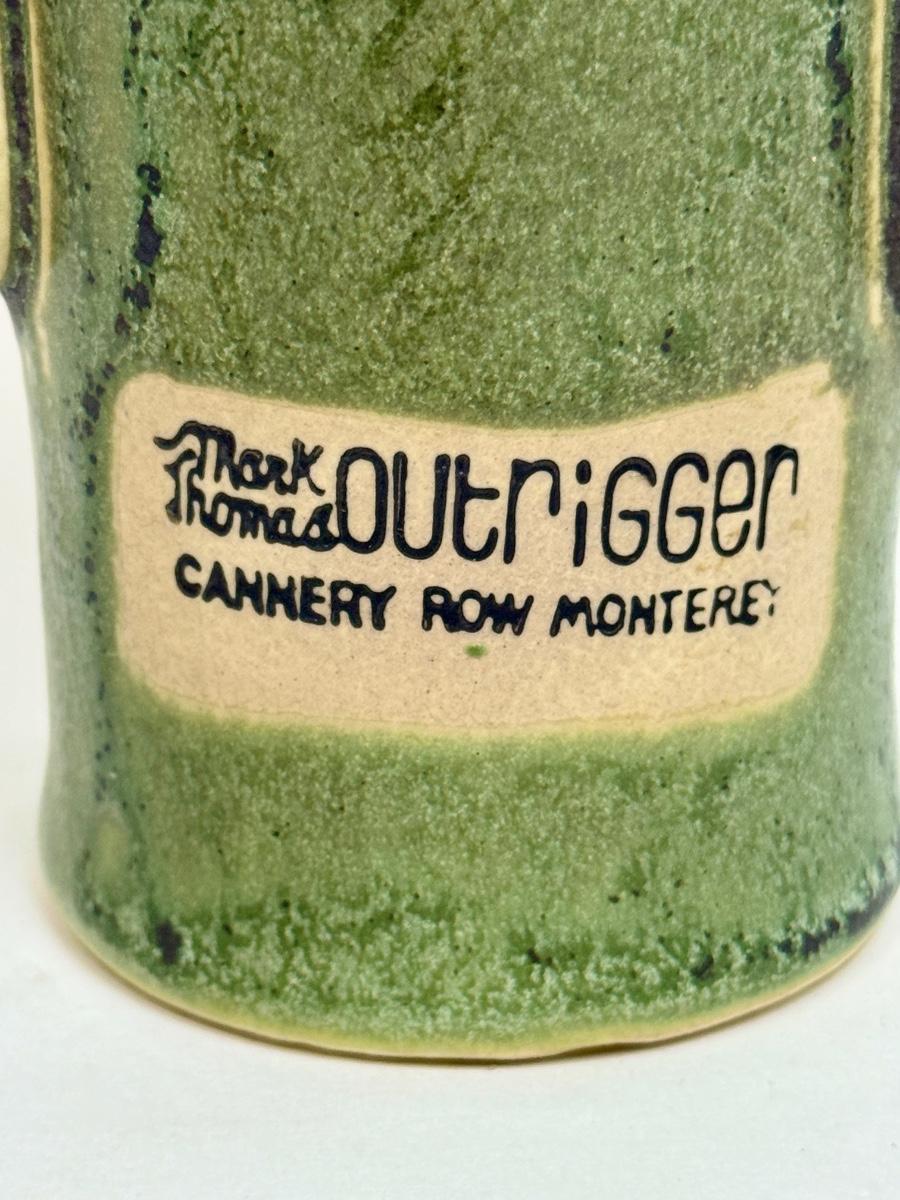 Mark Thomas OUtriGGer
CANNERY ROW MONTEREY